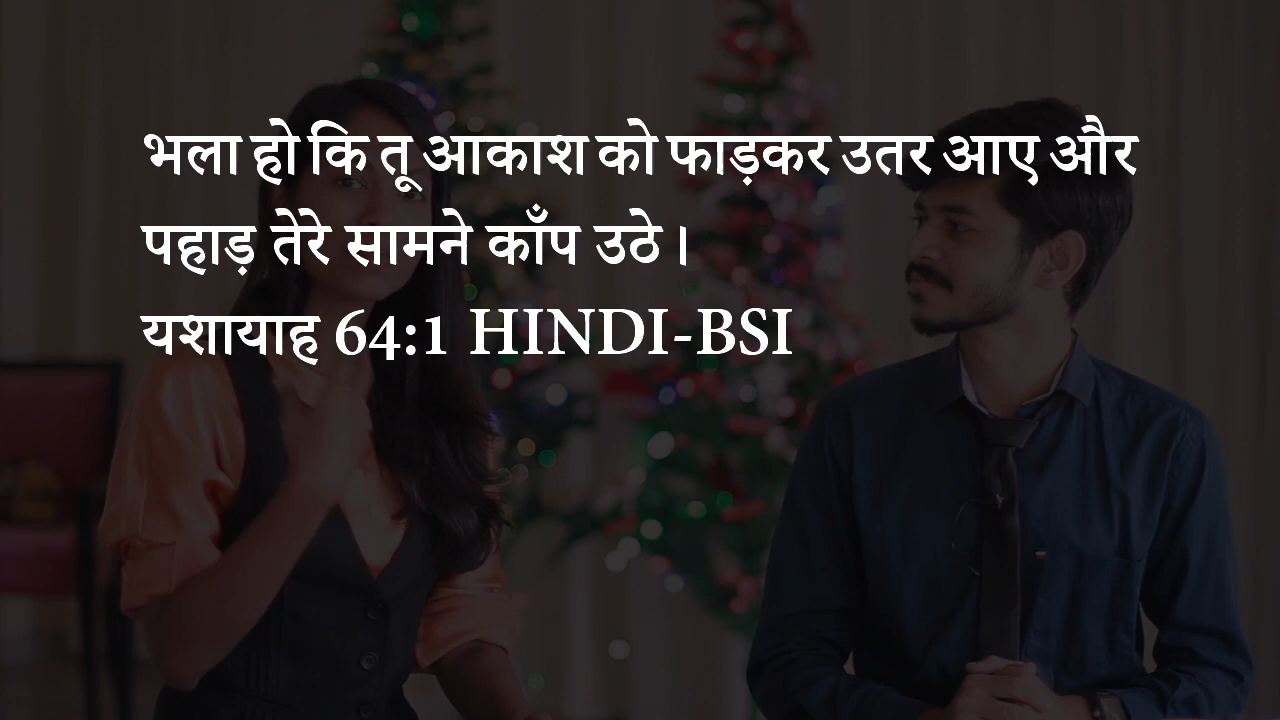 भला हो कि तू आकाश को फाड़कर उतर आए और
पहाड़ तेरे सामने काँप उठे।
यशायाह 64:1 HINDI-BSI